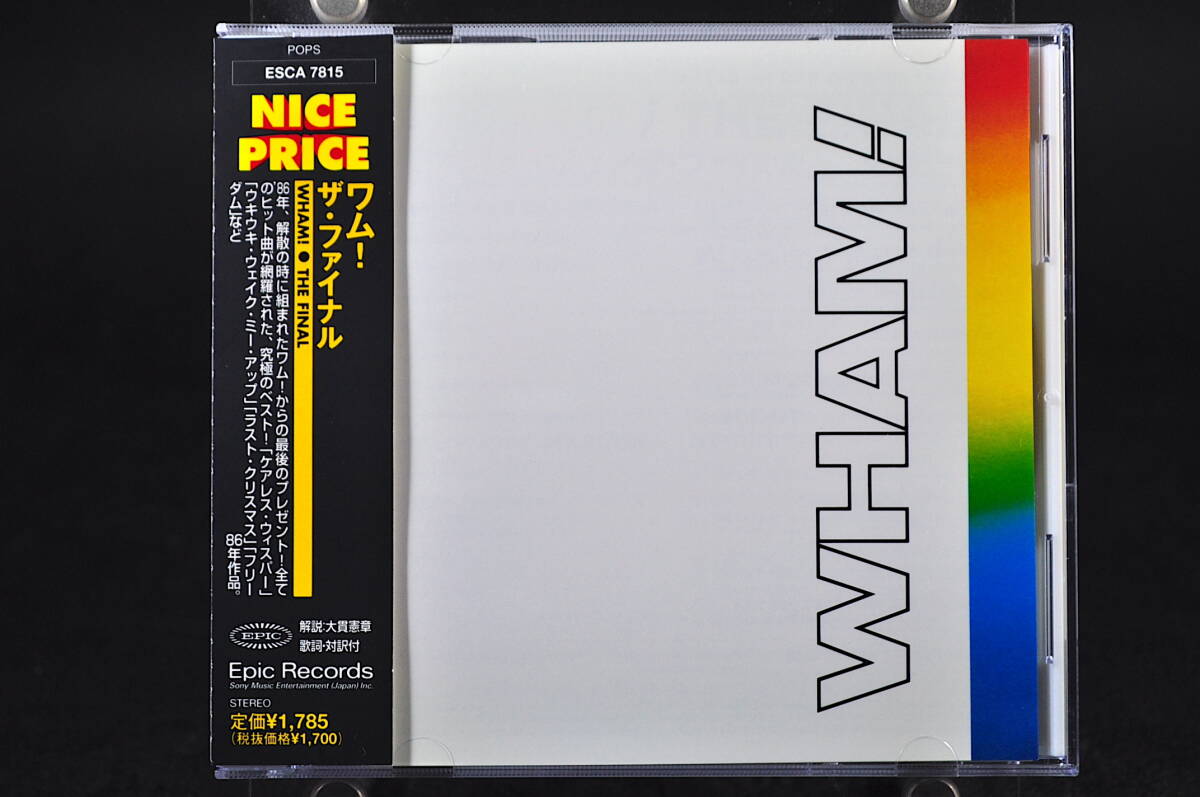 POPS
ESCA 7815
NICE
PRICE
ワム!
ザ・ファイナル
WHAM! ● THE FINAL
'86年、解散の時に組まれたワム!からの最後のプレゼント!全て
のヒット曲が網羅された、究極のベスト!「ケアレス・ウィスパー」
「ウキウキ・ウェイク・ミー・アップ」「ラスト・クリスマス」「フリー
ダム」など
86年作品。
EPIC
解説:大貫憲章
歌詞・対訳付
Epic Records
Sony Music Entertainment (Japan) Inc.
STEREO
定価¥1,785
(税抜価格¥1,700)
WHAM!